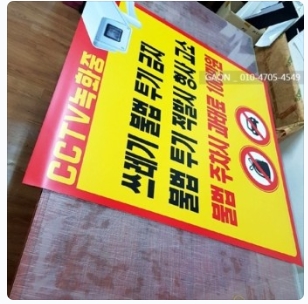 CCTV녹화중
쓰레기 불법 투기 금지
불법 투기 적발시 형사 고소
불법 주차시 과태료
GAON _ 010-4705-4549